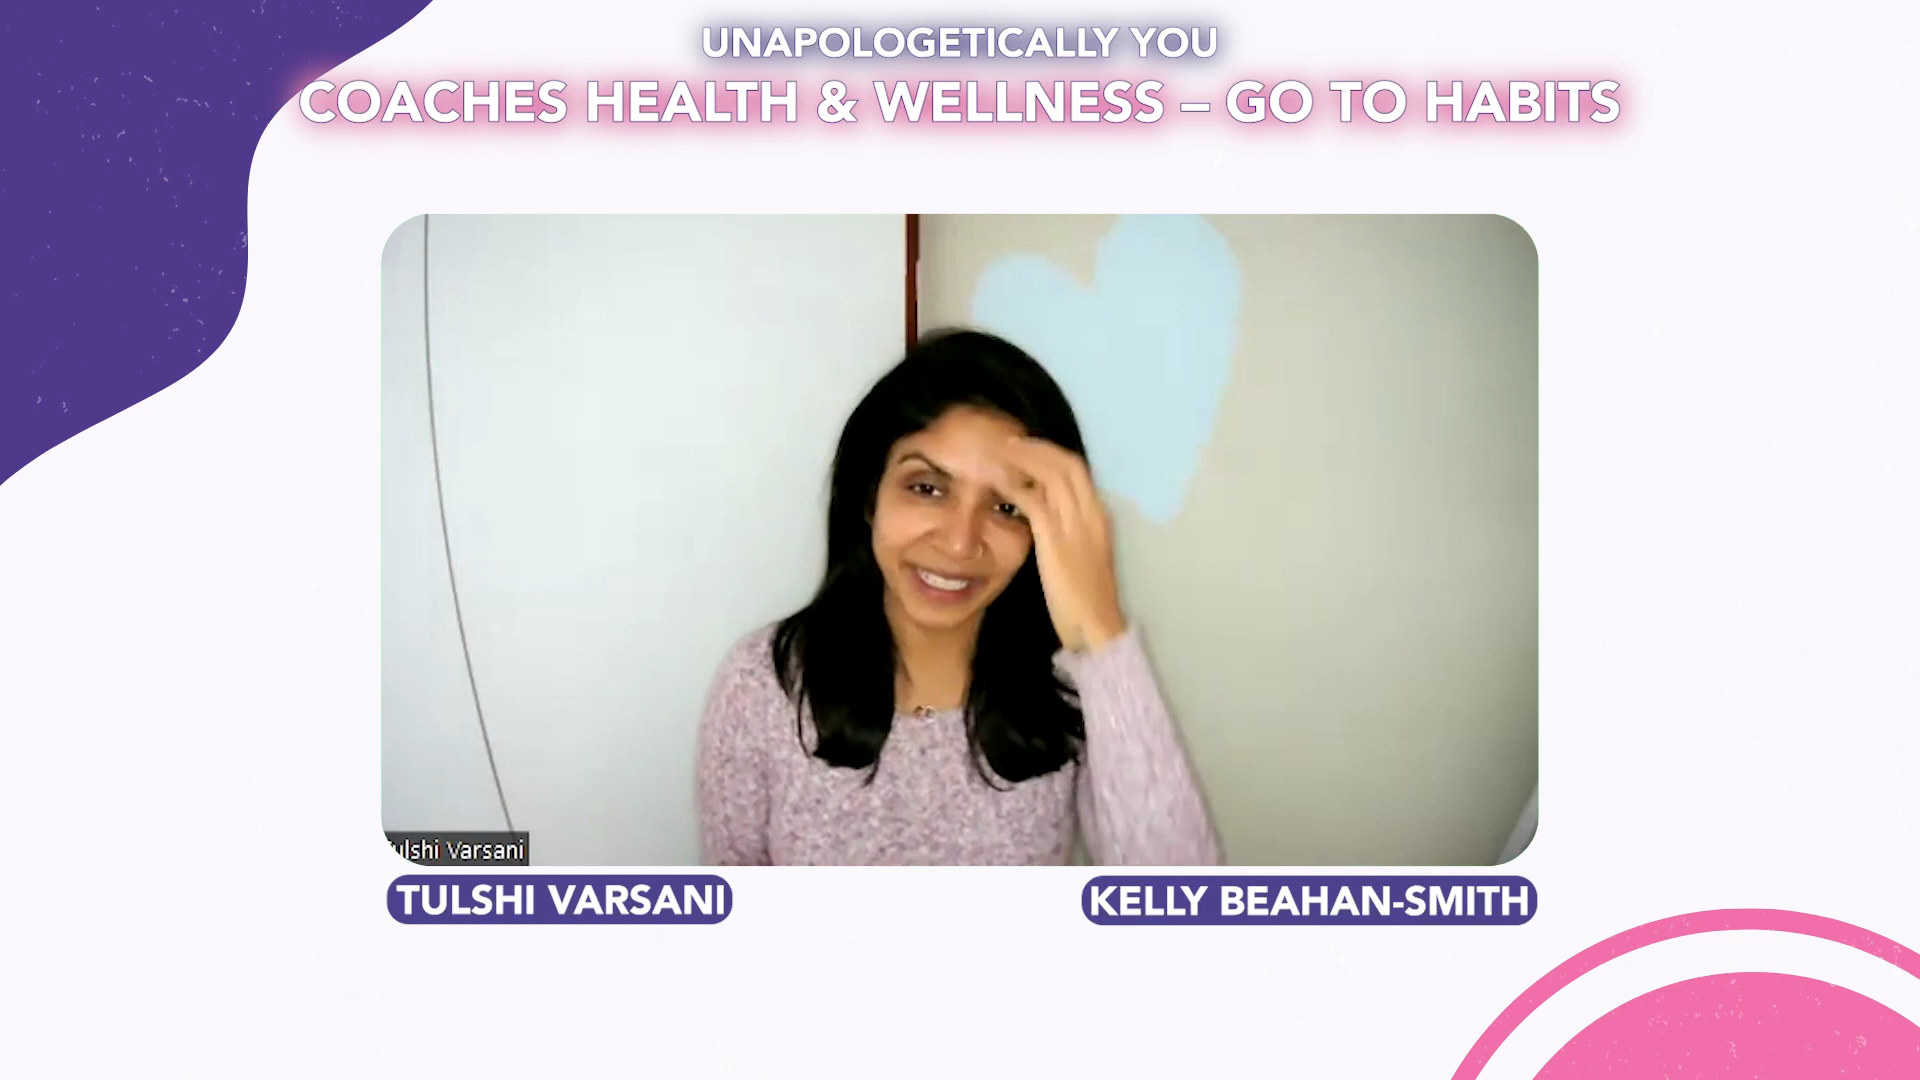 UNAPOLOGETICALLY YOU
COACHES HEALTH & WELLNESS – GO TO HABITS
ulshi Varsani
TULSHI VARSANI
KELLY BEAHAN-SMITH